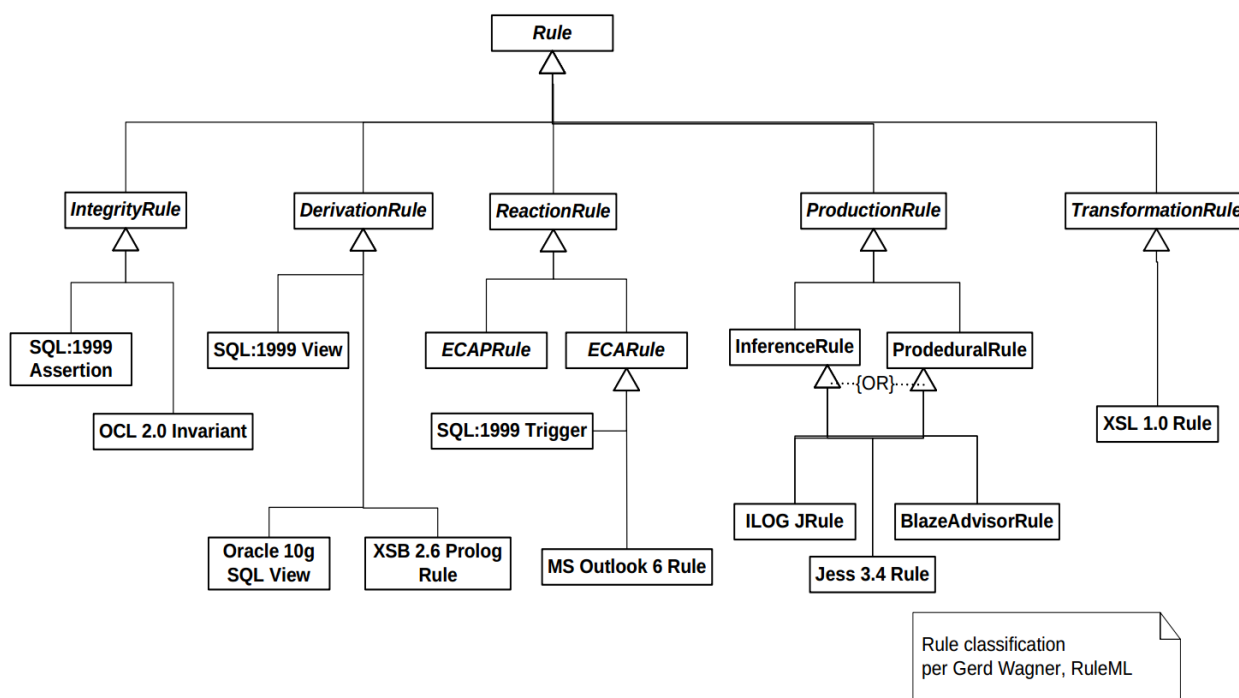 Rule
IntegrityRule
DerivationRule
ReactionRule
ProductionRule
TransformationRule
SQL:1999
Assertion
SQL:1999 View
ECAPRule
ECARule
InferenceRule
ProdeduralRule
{OR}
OCL 2.0 Invariant
SQL:1999 Trigger
XSL 1.0 Rule
Oracle 10g
SQL View
XSB 2.6 Prolog
Rule
MS Outlook 6 Rule
ILOG JRule
BlazeAdvisorRule
Jess 3.4 Rule
Rule classification
per Gerd Wagner, RuleML